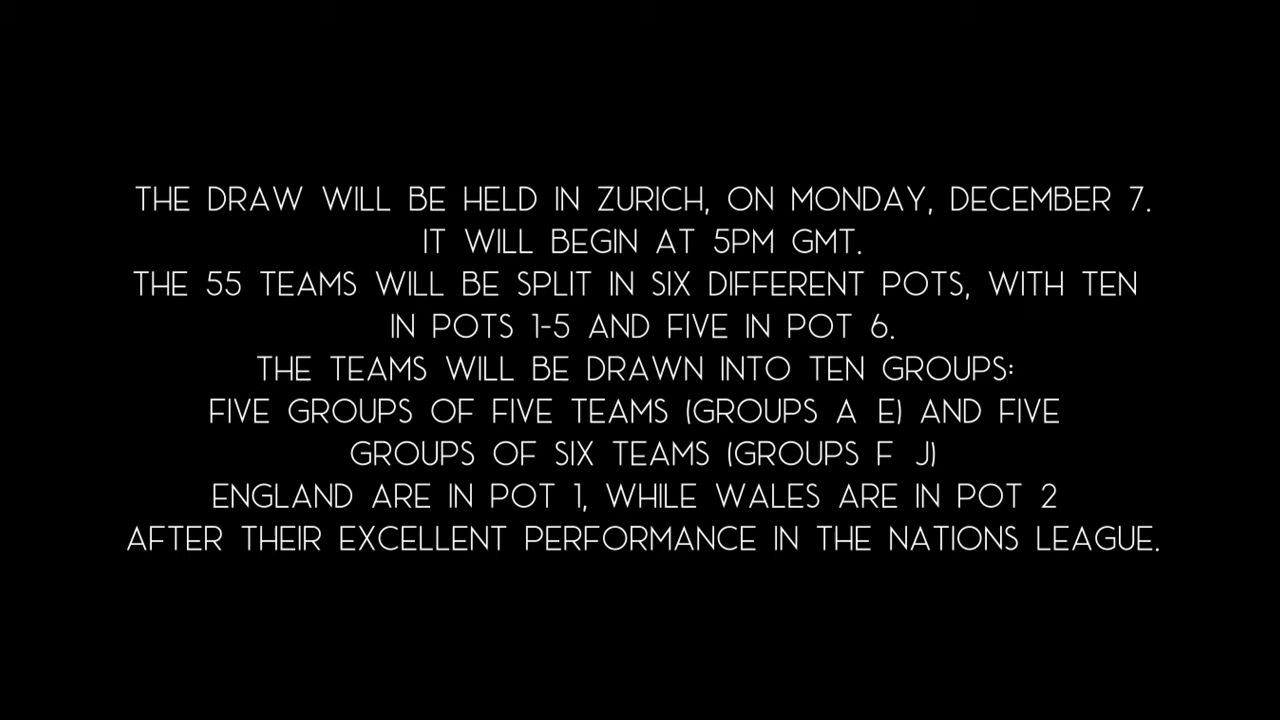 THE DRAW WILL BE HELD IN ZURICH, ON MONDAY, DECEMBER 7.
IT WILL BEGIN AT 5PM GMT.
THE 55 TEAMS WILL BE SPLIT IN SIX DIFFERENT POTS, WITH TEN
IN POTS 1-5 AND FIVE IN POT 6.
THE TEAMS WILL BE DRAWN INTO TEN GROUPS:
FIVE GROUPS OF FIVE TEAMS (GROUPS A E) AND FIVE
GROUPS OF SIX TEAMS (GROUPS F J)
ENGLAND ARE IN POT 1, WHILE WALES ARE IN POT 2
AFTER THEIR EXCELLENT PERFORMANCE IN THE NATIONS LEAGUE.